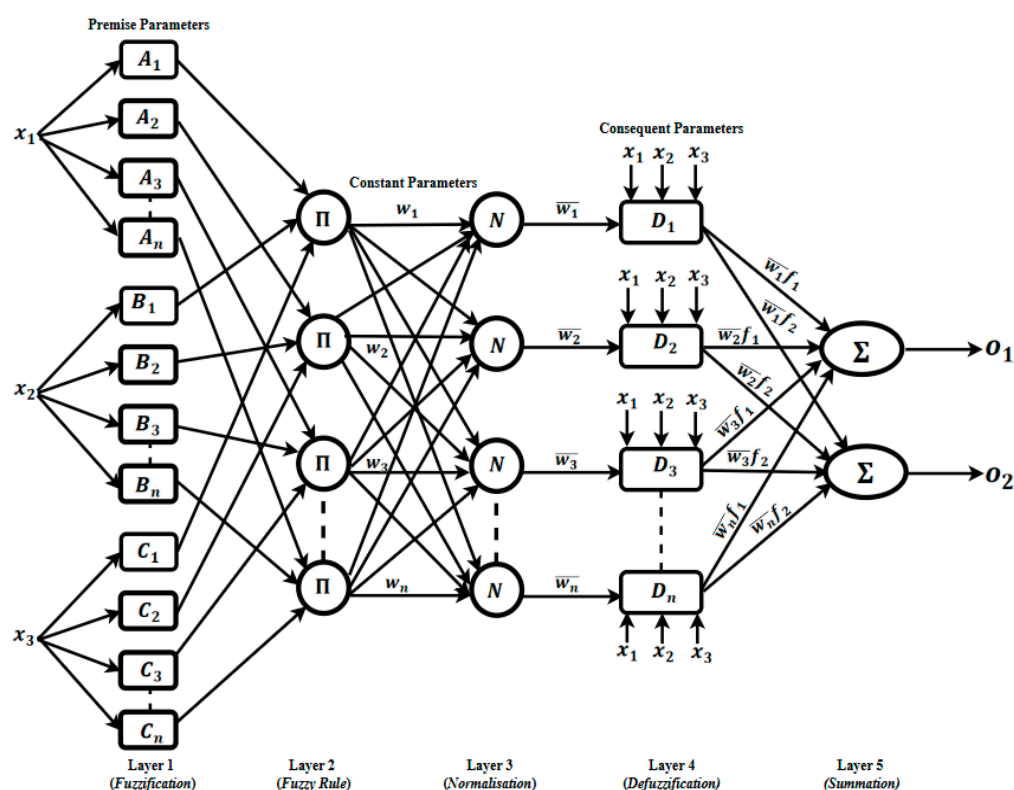 Premise Parameters
A₁
A₂
x₁
A₃
Aₙ
B₁
B₂
x₂
B₃
Bₙ
C₁
C₂
x₃
C₃
Cₙ
Π
Π
Π
Π
Constant Parameters
w₁
w₂
w₃
wₙ
N
N
N
N
w̅₁
w̅₂
w̅₃
w̅ₙ
Consequent Parameters
x₁ x₂ x₃
D₁
x₁ x₂ x₃
D₂
x₁ x₂ x₃
D₃
Dₙ
x₁ x₂ x₃
w̅₁f₁
w̅₁f₂
w̅₂f₁
w̅₂f₂
w̅₃f₁
w̅₃f₂
w̅ₙf₁
w̅ₙf₂
Σ
Σ
o₁
o₂
Layer 1
(Fuzzification)
Layer 2
(Fuzzy Rule)
Layer 3
(Normalisation)
Layer 4
(Defuzzification)
Layer 5
(Summation)